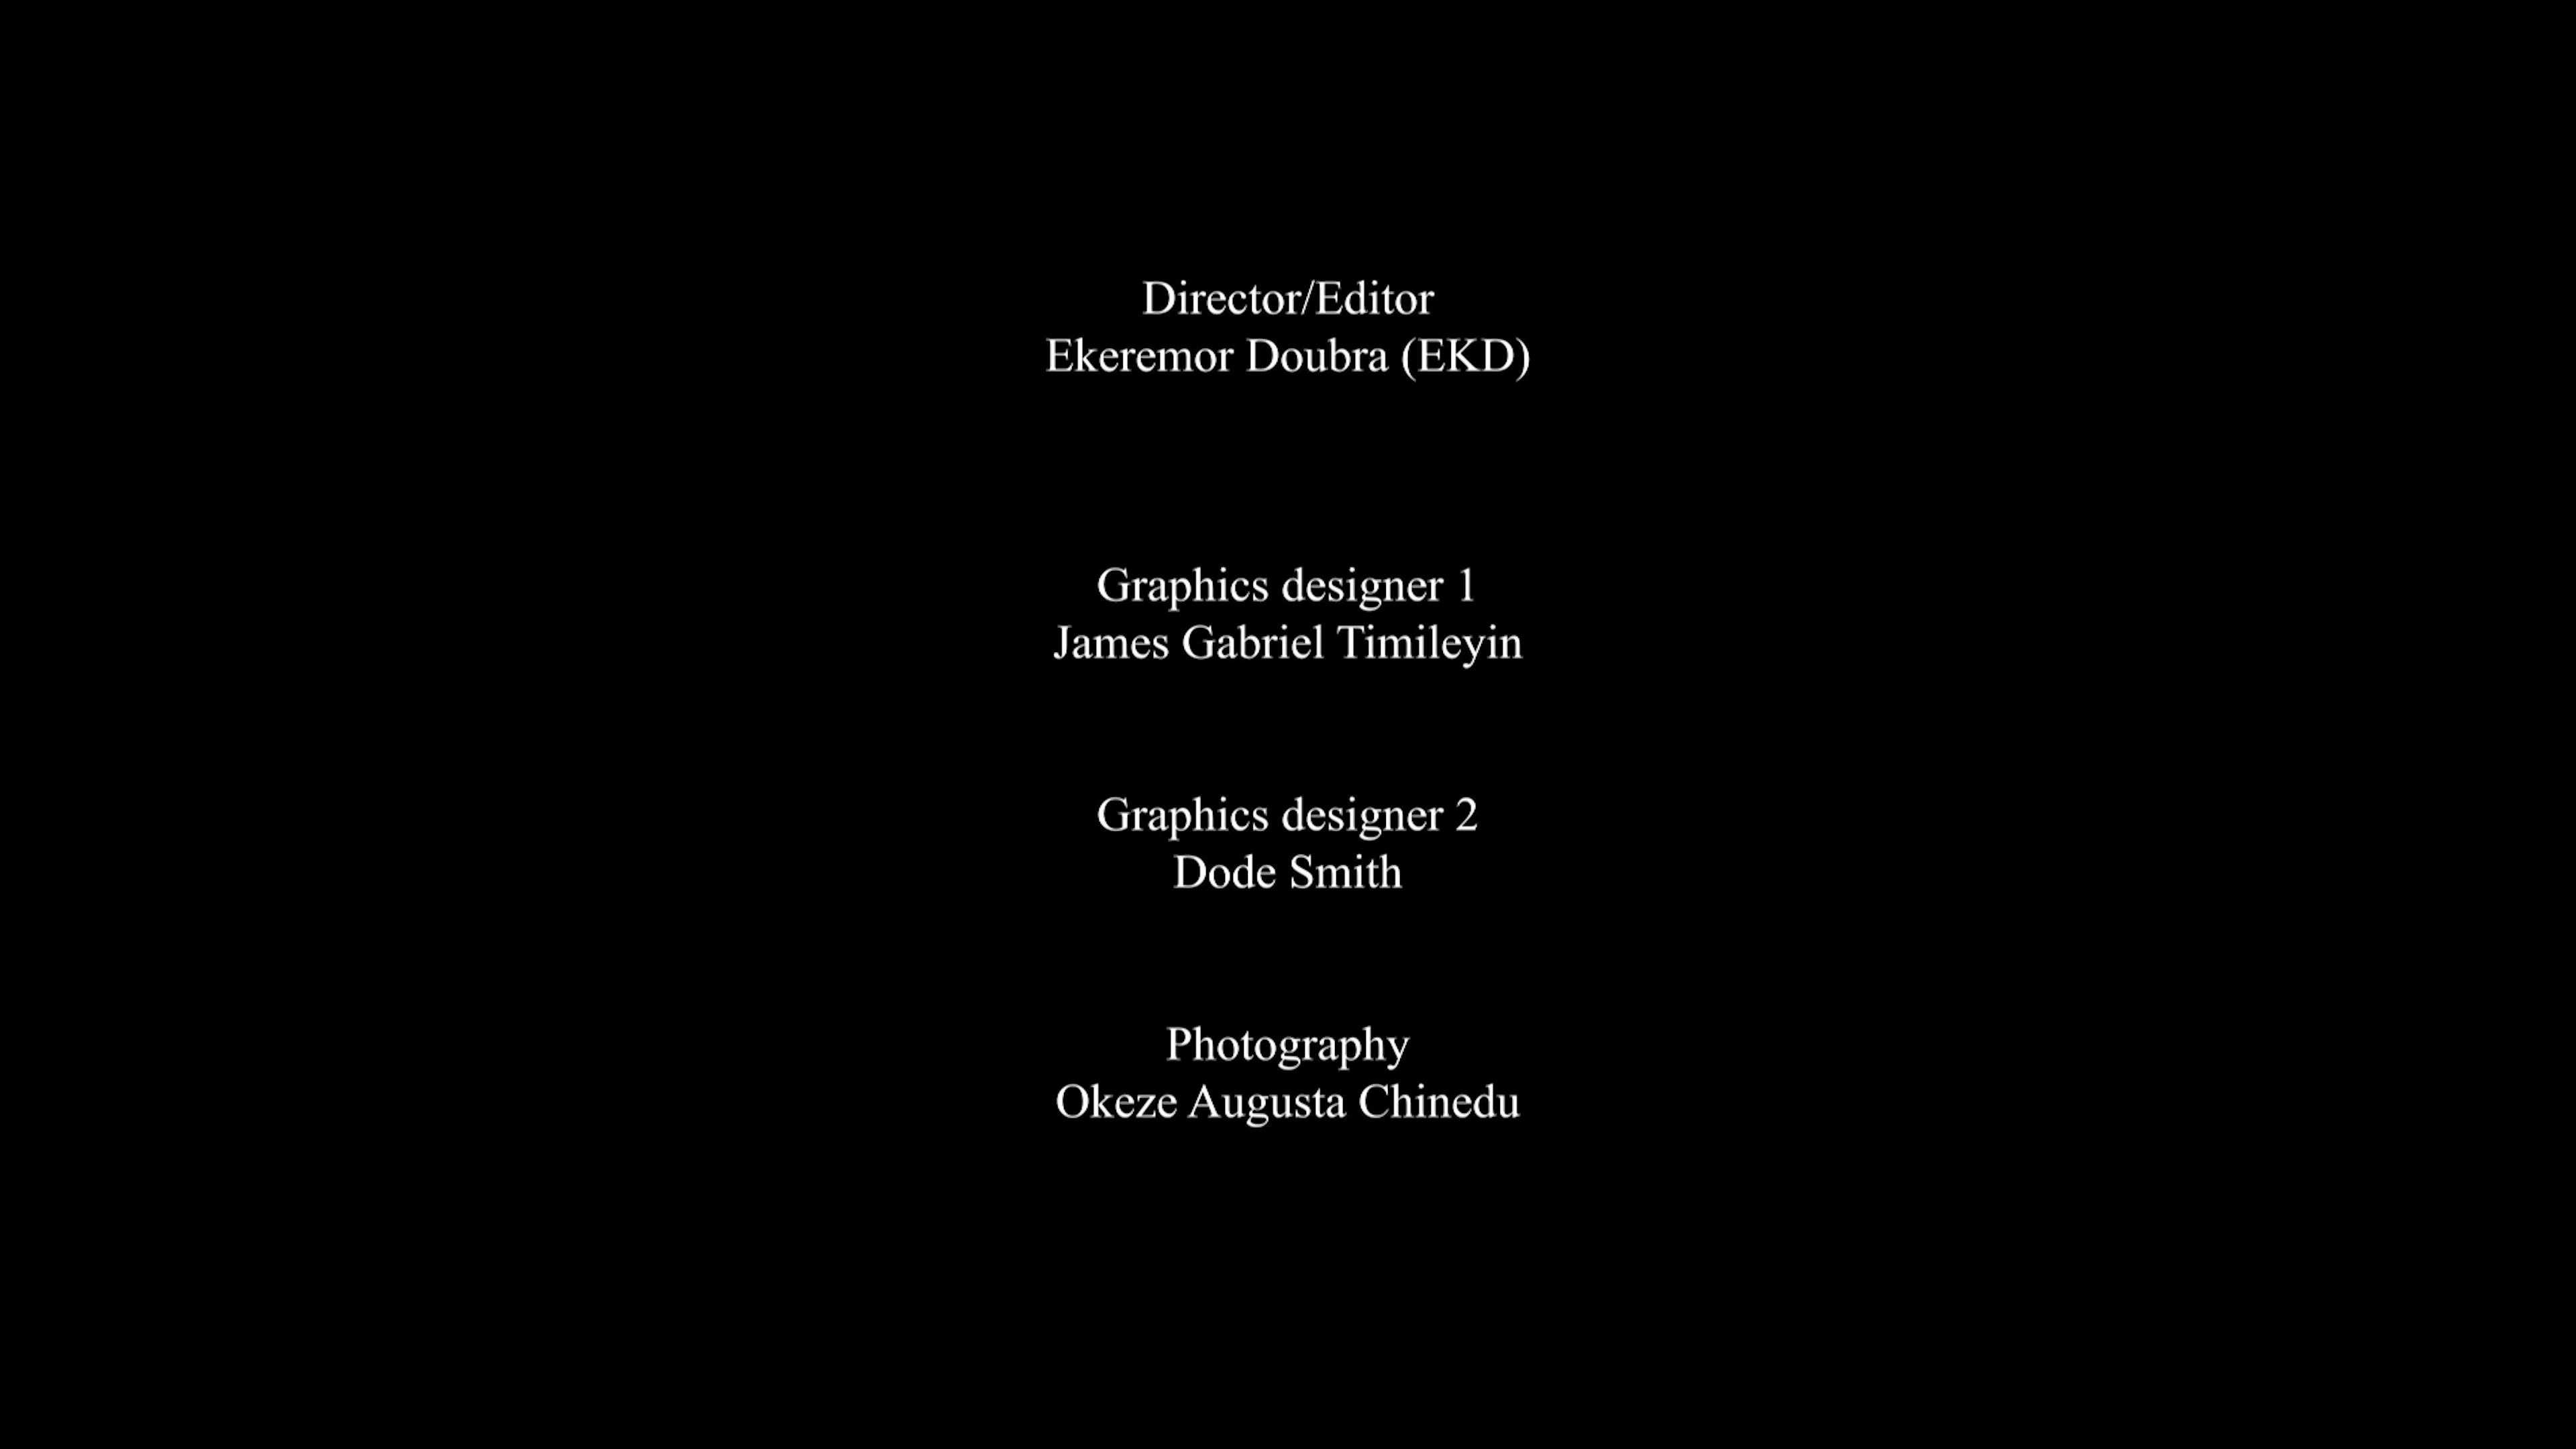 Director/Editor
Ekeremor Doubra (EKD)
Graphics designer 1
James Gabriel Timileyin
Graphics designer 2
Dode Smith
Photography
Okeze Augusta Chinedu